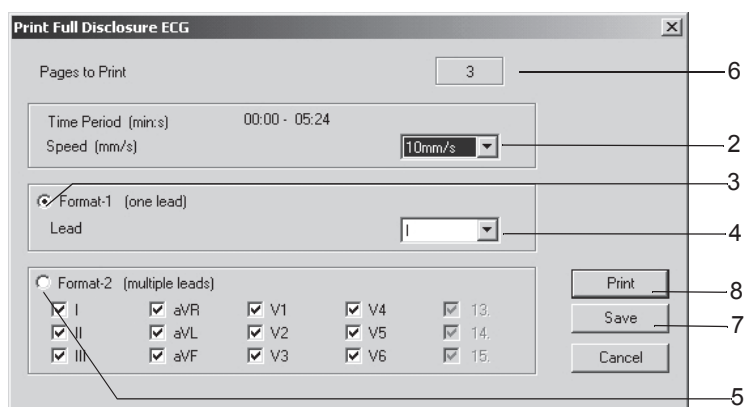 Print Full Disclosure ECG
Pages to Print 3 6
Time Period (min:s) 00:00 - 05:24
Speed (mm/s) 10mm/s 2
3
Format-1 (one lead)
Lead I 4
Format-2 (multiple leads) Print 8
I aVR V1 V4 13.
II aVL V2 V5 14. Save 7
III aVF V3 V6 15. Cancel
5